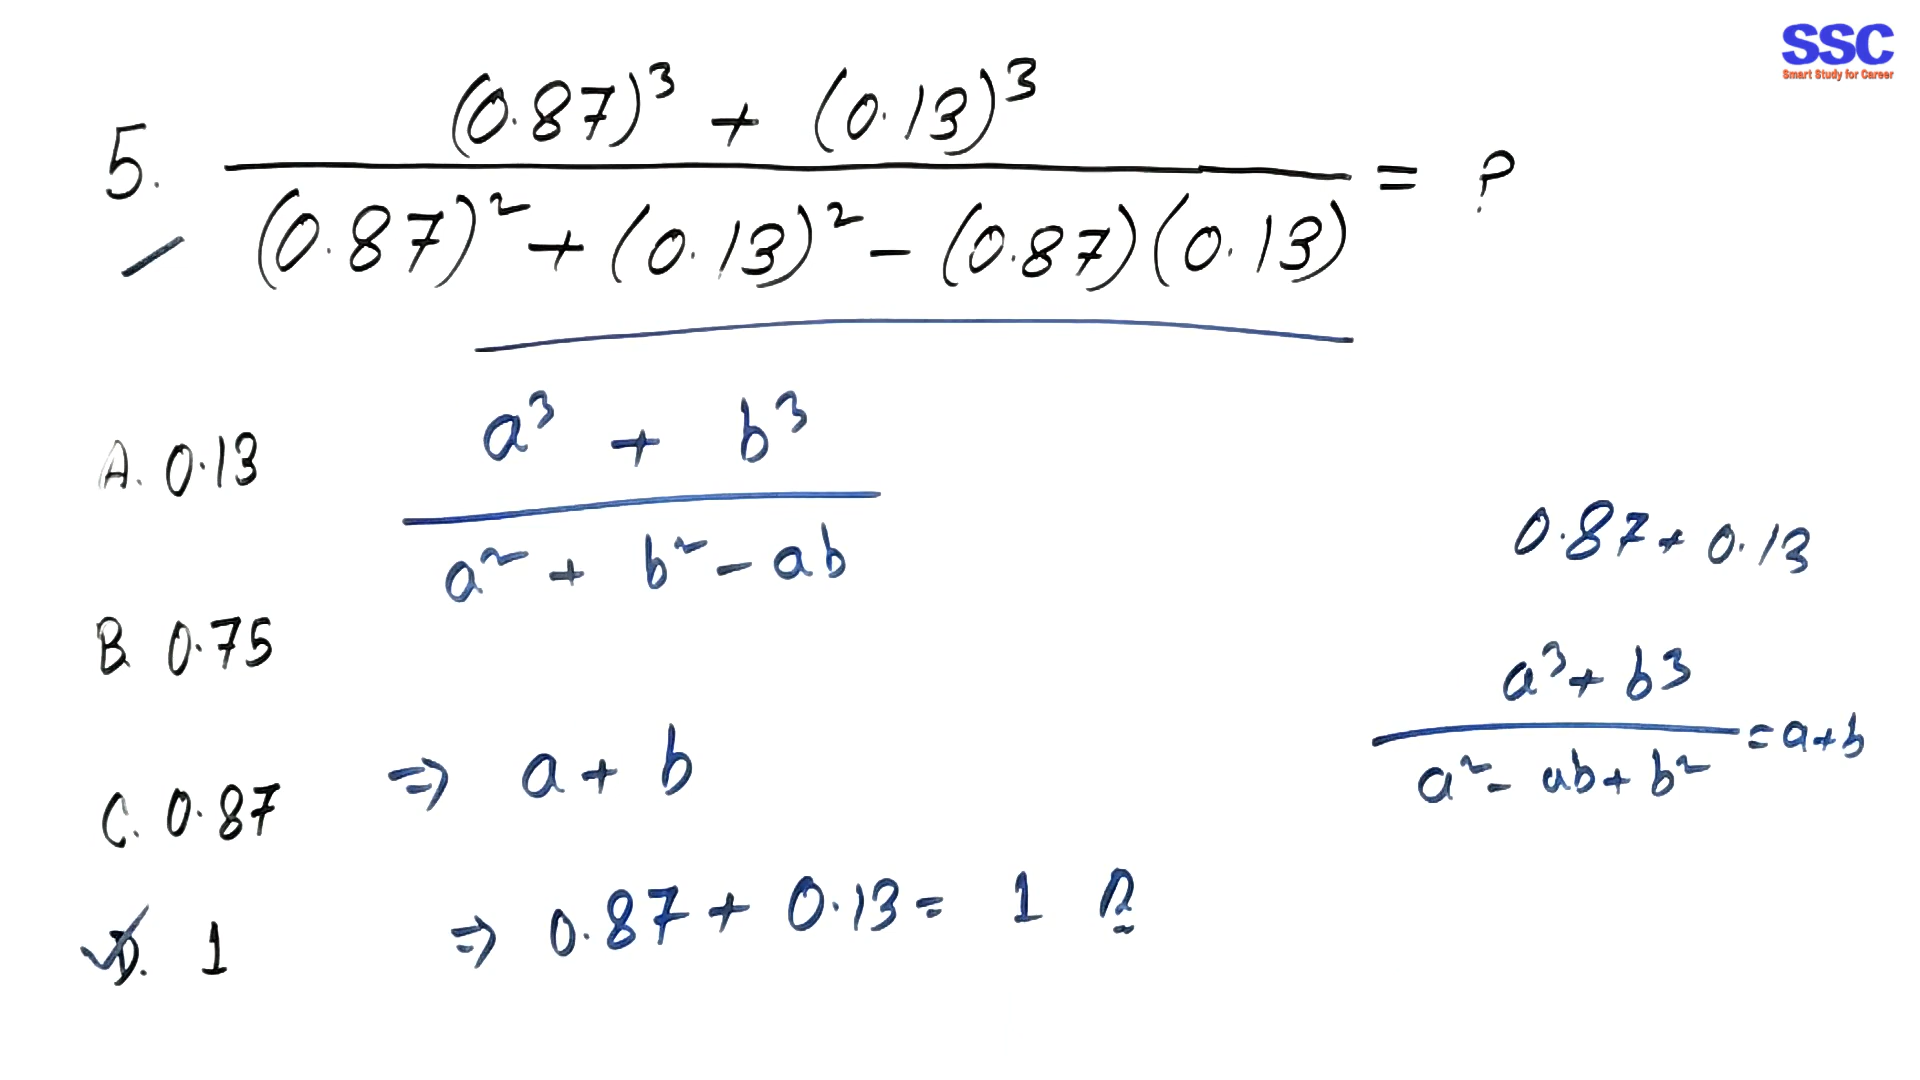 SSC
Smart Study for Career
5. (0.87)³ + (0.13)³
(0.87)² + (0.13)² - (0.87)(0.13) = ?
a³ + b³
a² + b² - ab
A. 0.13
B. 0.75
C. 0.87
D. 1
⇒ a + b
⇒ 0.87 + 0.13 = 1
0.87 + 0.13
a³ + b³
a² - ab + b² = a + b